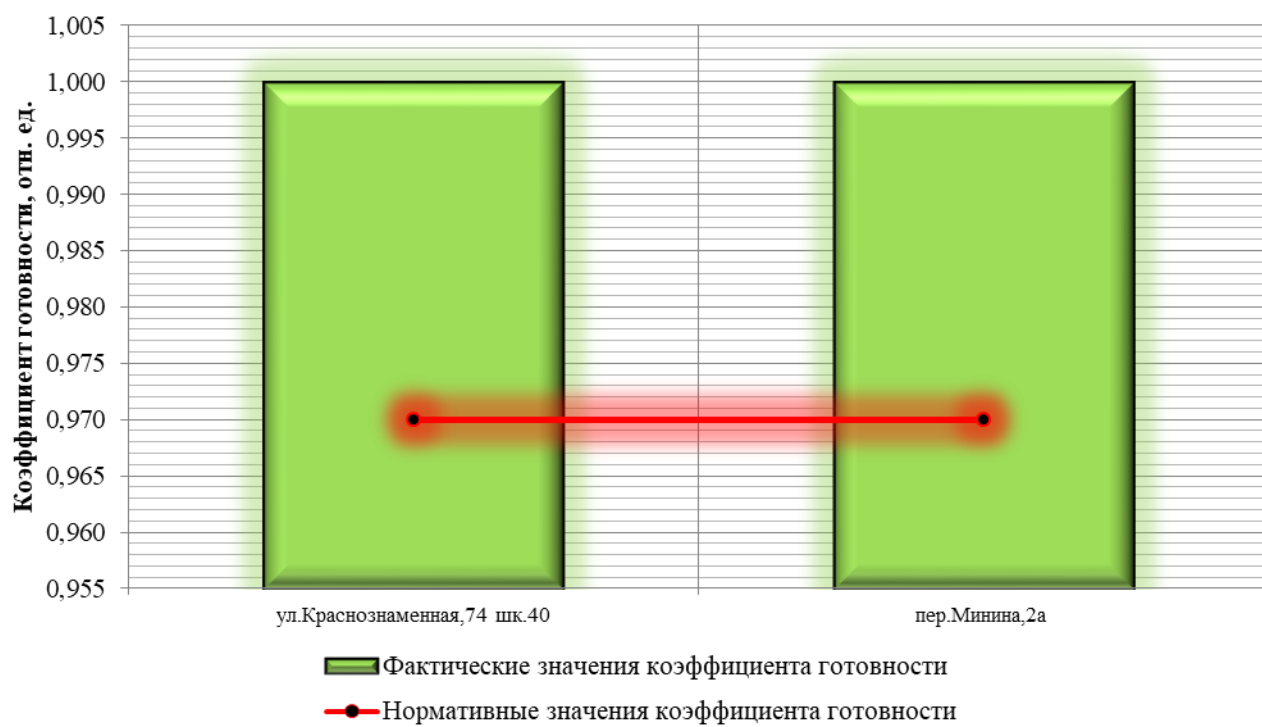 Коэффициент готовности, отн. ед.
1,005
1,000
0,995
0,990
0,985
0,980
0,975
0,970
0,965
0,960
0,955
ул.Краснознаменная,74 шк.40
пер.Минина,2а
Фактические значения коэффициента готовности
Нормативные значения коэффициента готовности